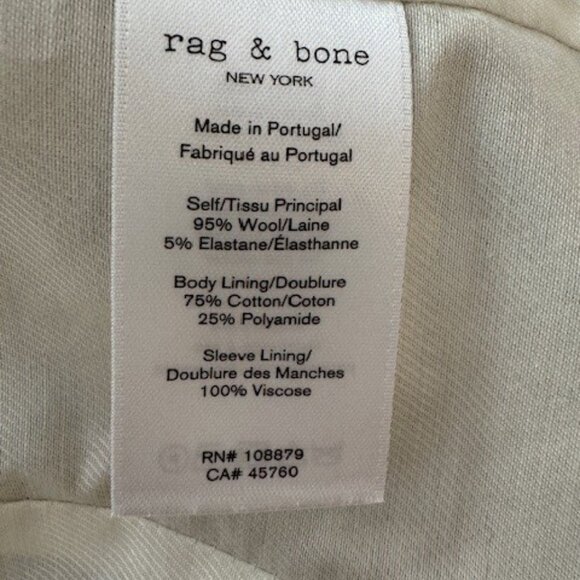 rag & bone
NEW YORK
Made in Portugal/
Fabriqué au Portugal
Self/Tissu Principal
95% Wool/Laine
5% Elastane/Élasthanne
Body Lining/Doublure
75% Cotton/Coton
25% Polyamide
Sleeve Lining/
Doublure des Manches
100% Viscose
RN# 108879
CA# 45760